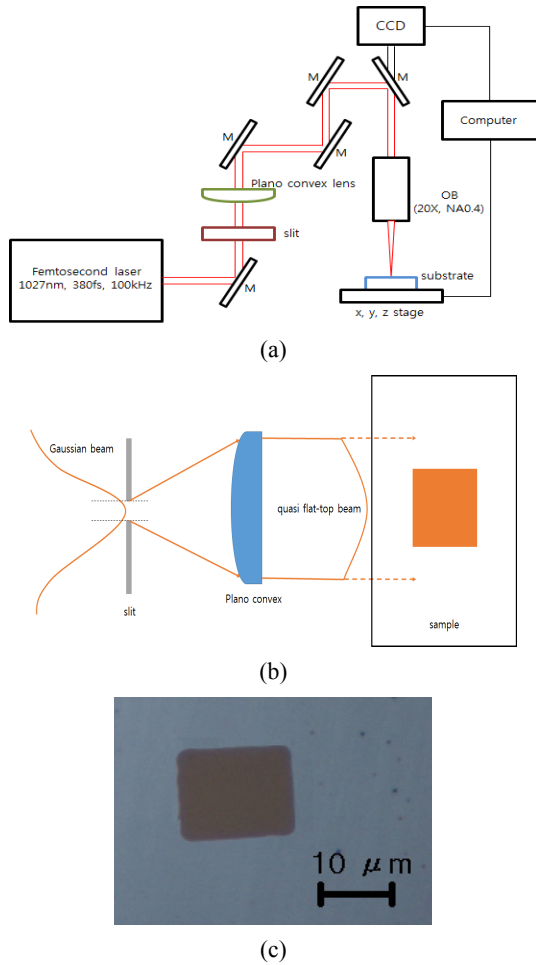 CCD
M
M
M
M
Computer
Plano convex lens
OB
(20X, NA0.4)
slit
Femtosecond laser
1027nm, 380fs, 100kHz
M
substrate
x, y, z stage
(a)
Gaussian beam
quasi flat-top beam
Plano convex
slit
sample
(b)
10 μm
(c)